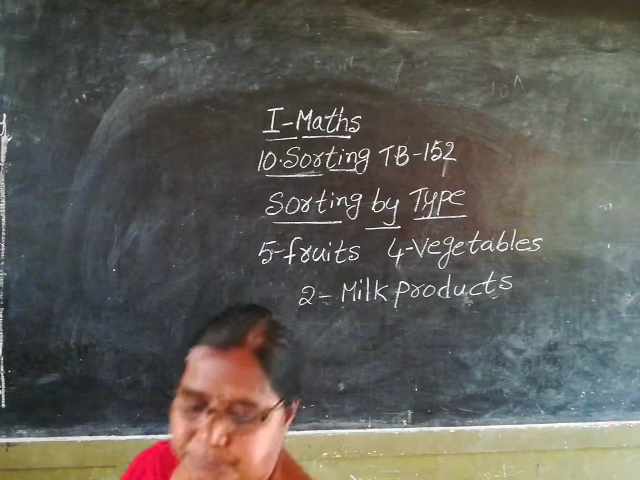 I-Maths
10.Sorting TB-152
Sorting by Type
5-fruits 4-Vegetables
2- Milk products